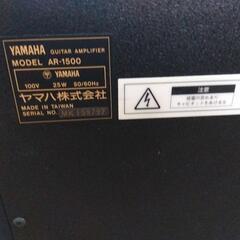 YAMAHA GUITAR AMPLIFIER
MODEL AR-1500
YAMAHA
100V 25W 50/60Hz
ヤマハ株式会社
MADE IN TAIWAN
SERIAL NO.
注意